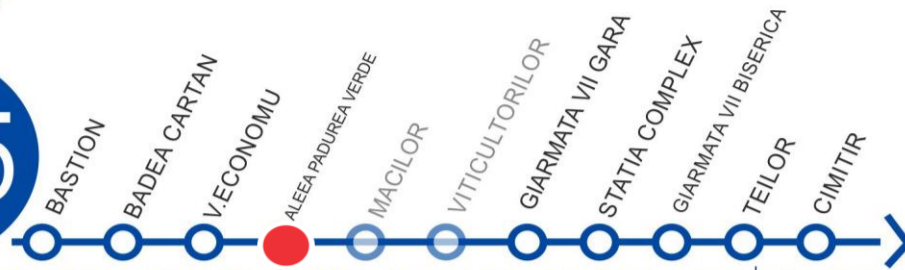 5
BASTION
BADEA CARTAN
V.ECONOMU
ALEEA PADUREA VERDE
MACILOR
VITICULTORILOR
GIARMATA VII GARA
STATIA COMPLEX
GIARMATA VII BISERICA
TEILOR
CIMITIR